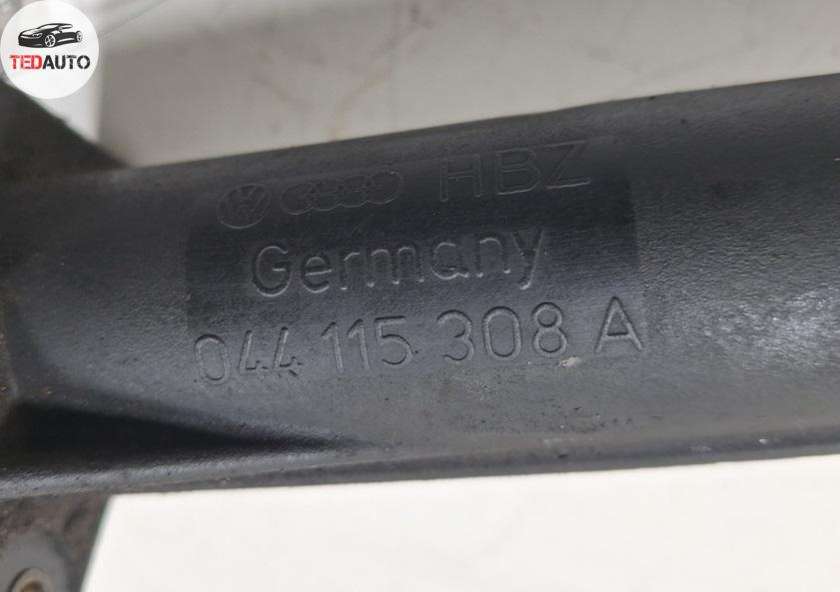 TEDAUTO
HBZ
Germany
044 115 308 A